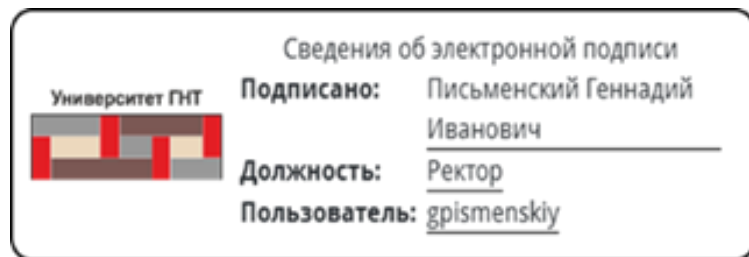 Сведения об электронной подписи
Университет ГНТ
Подписано: Письменский Геннадий
Иванович
Должность: Ректор
Пользователь: gpismenskiy